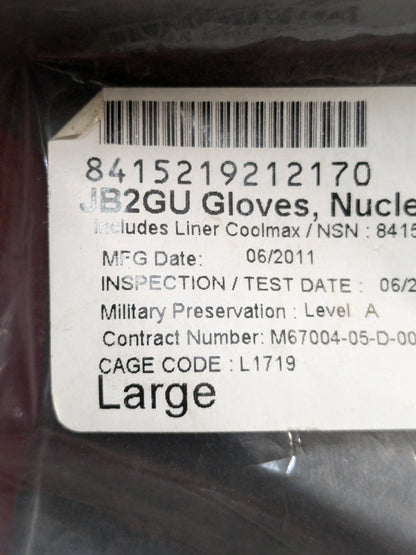 8415219212170
JB2GU Gloves, Nucle
Includes Liner Coolmax / NSN : 8415
MFG Date: 06/2011
INSPECTION / TEST DATE : 06/2
Military Preservation : Level A
Contract Number: M67004-05-D-00
CAGE CODE : L1719
Large